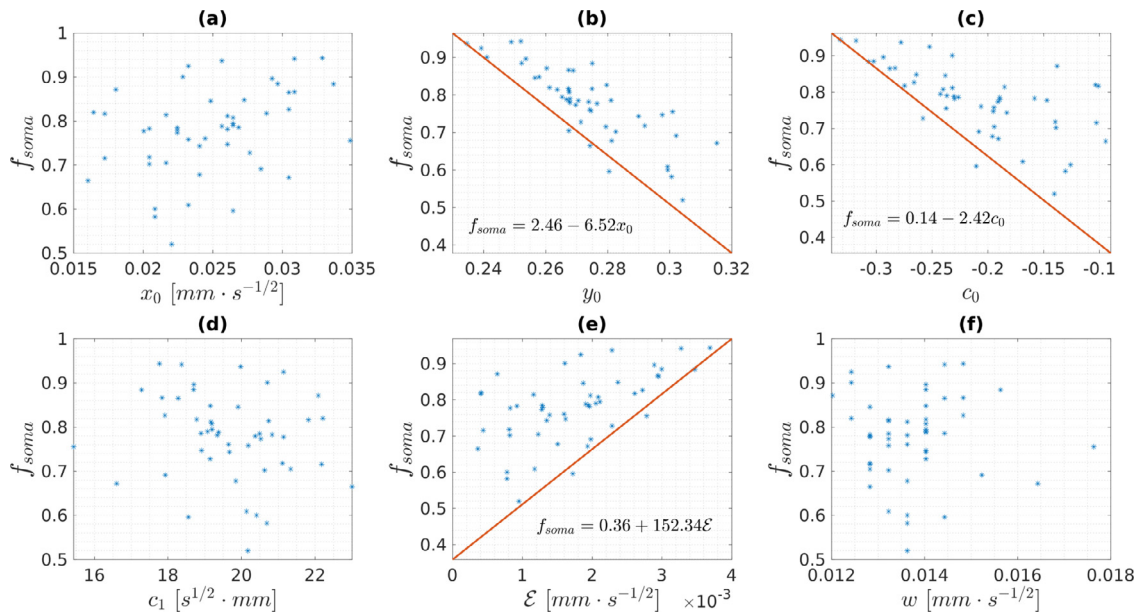 (a)
1
0.9
0.8
0.7
0.6
0.5
f_soma
0.015 0.02 0.025 0.03 0.035
x_0 [mm · s^{-1/2}]
(b)
0.9
0.8
0.7
0.6
0.5
0.4
f_soma
f_soma = 2.46 − 6.52x_0
0.24 0.26 0.28 0.3 0.32
y_0
(c)
0.9
0.8
0.7
0.6
0.5
0.4
f_soma
f_soma = 0.14 − 2.42c_0
-0.3 -0.25 -0.2 -0.15 -0.1
c_0
(d)
1
0.9
0.8
0.7
0.6
0.5
f_soma
16 18 20 22
c_1 [s^{1/2} · mm]
(e)
0.9
0.8
0.7
0.6
0.5
0.4
f_soma
f_soma = 0.36 + 152.34ℰ
0 1 2 3 4
ℰ [mm · s^{-1/2}] ×10^{-3}
(f)
1
0.9
0.8
0.7
0.6
0.5
f_soma
0.012 0.014 0.016 0.018
w [mm · s^{-1/2}]